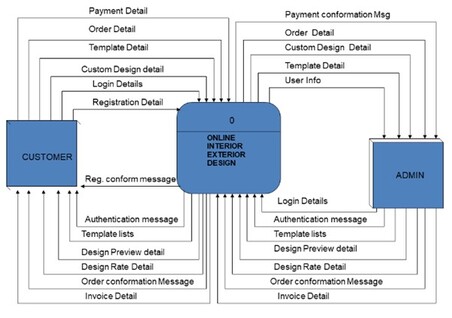 Payment Detail
Order Detail
Template Detail
Custom Design detail
Login Details
Registration Detail
Payment conformation Msg
Order Detail
Custom Design Detail
Template Detail
User Info
0
ONLINE
INTERIOR
EXTERIOR
DESIGN
CUSTOMER
ADMIN
Reg. conform message
Authentication message
Template lists
Design Preview detail
Design Rate Detail
Order conformation Message
Invoice Detail
Login Details
Authentication message
Template lists
Design Preview detail
Design Rate Detail
Order conformation Message
Invoice Detail